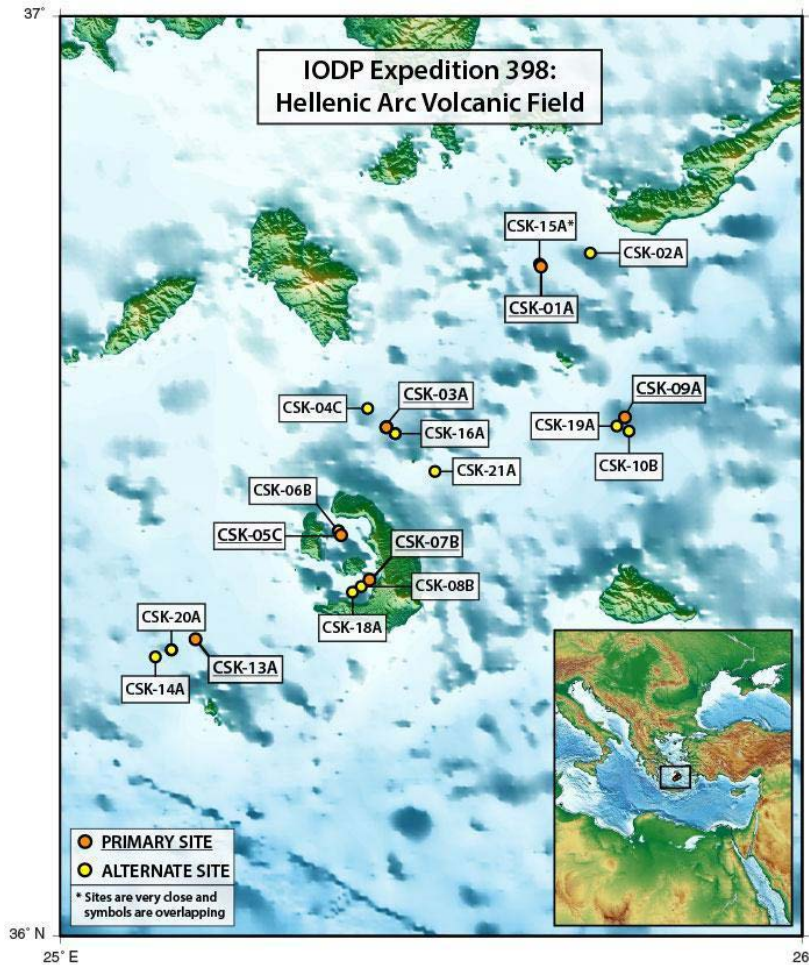 37°
IODP Expedition 398:
Hellenic Arc Volcanic Field
CSK-15A*
CSK-02A
CSK-01A
CSK-03A
CSK-04C
CSK-16A
CSK-09A
CSK-19A
CSK-10B
CSK-21A
CSK-06B
CSK-05C
CSK-07B
CSK-08B
CSK-18A
CSK-20A
CSK-13A
CSK-14A
PRIMARY SITE
ALTERNATE SITE
* Sites are very close and
symbols are overlapping
36° N
25° E
26